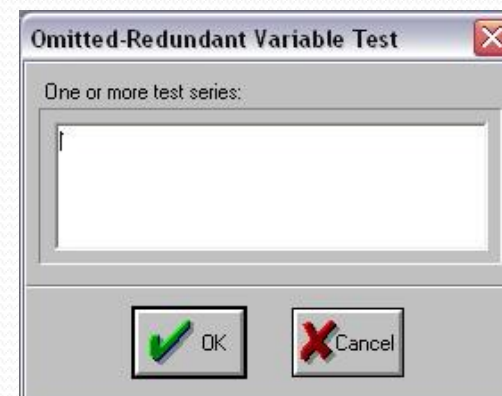 Omitted-Redundant Variable Test
One or more test series:
OK
Cancel